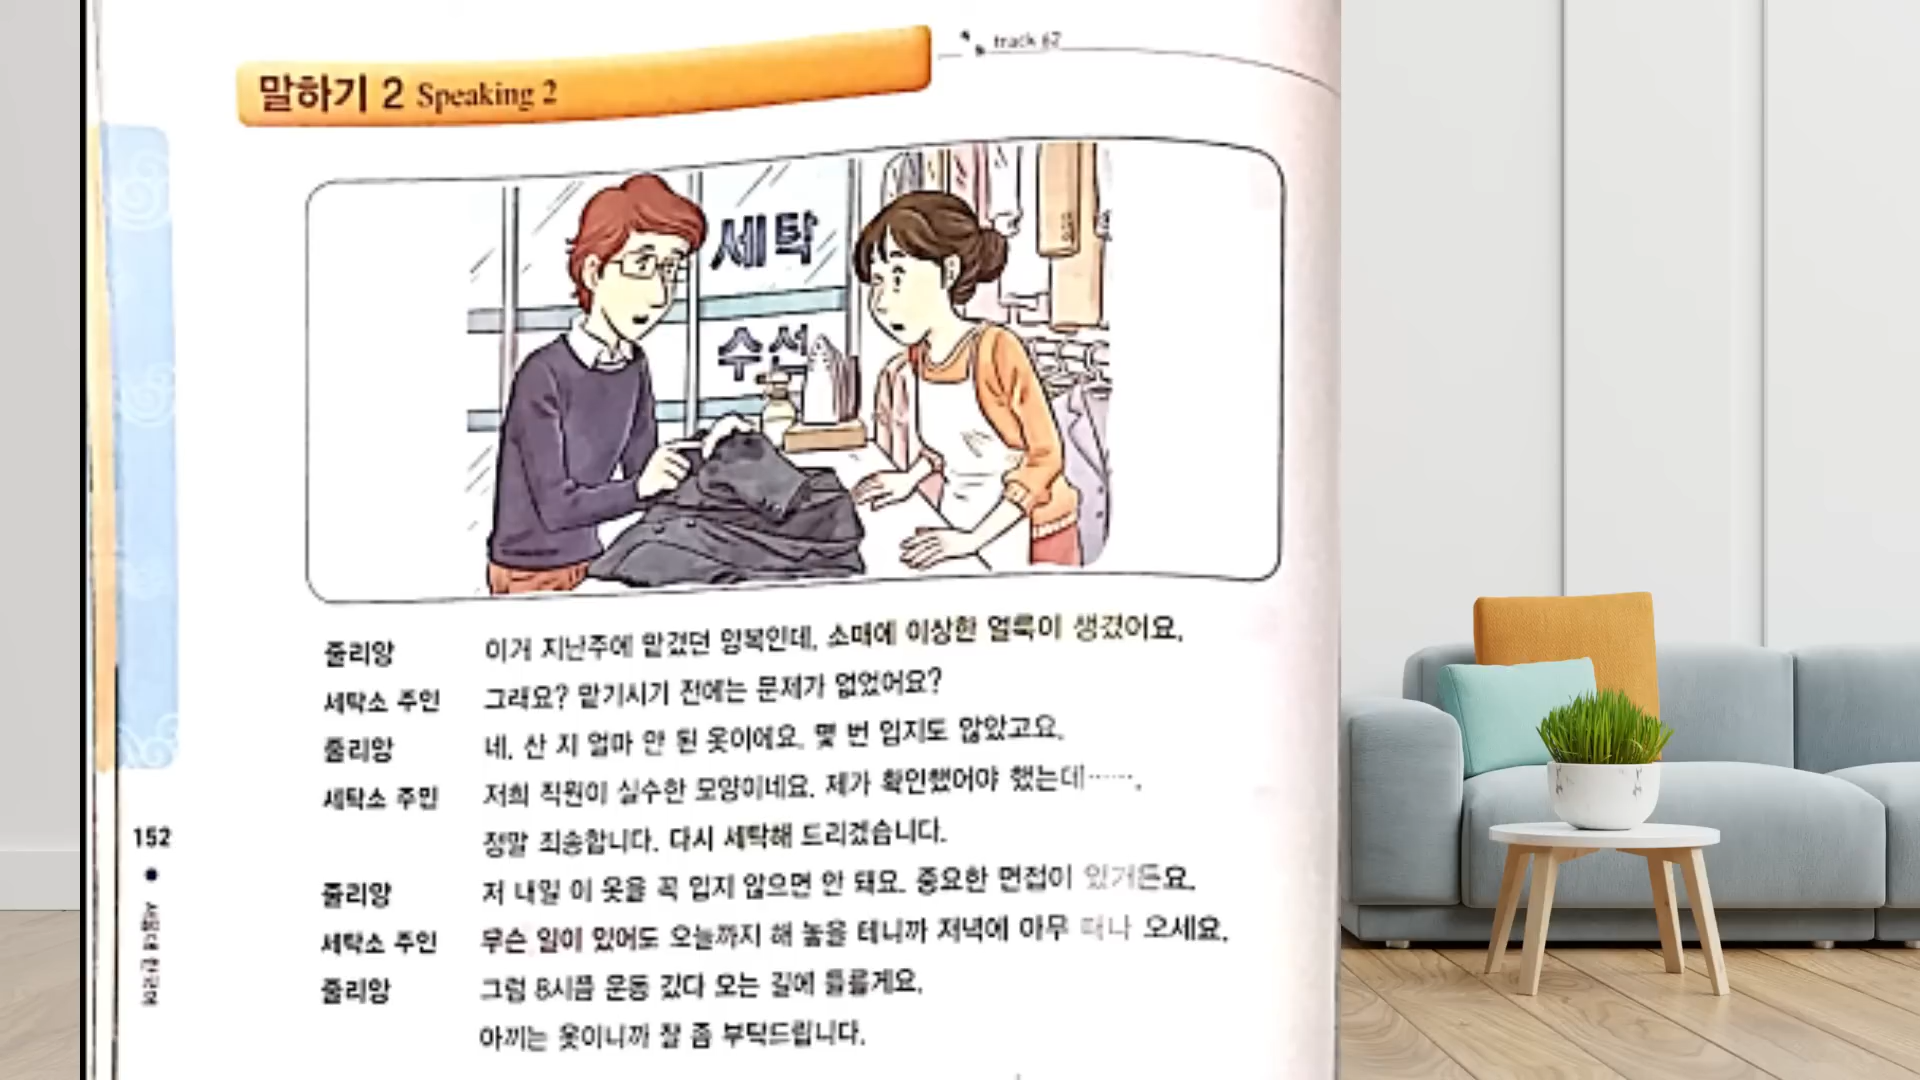 track 62
말하기 2 Speaking 2
세탁
수선
줄리앙 이거 지난주에 맡겼던 양복인데, 소매에 이상한 얼룩이 생겼어요.
세탁소 주인 그래요? 맡기시기 전에는 문제가 없었어요?
줄리앙 네, 산 지 얼마 안 된 옷이에요. 몇 번 입지도 않았고요.
세탁소 주인 저희 직원이 실수한 모양이네요. 제가 확인했어야 했는데…….
정말 죄송합니다. 다시 세탁해 드리겠습니다.
줄리앙 저 내일 이 옷을 꼭 입지 않으면 안 돼요. 중요한 면접이 있거든요.
세탁소 주인 무슨 일이 있어도 오늘까지 해 놓을 테니까 저녁에 아무 때나 오세요.
줄리앙 그럼 8시쯤 운동 갔다 오는 길에 들를게요.
아끼는 옷이니까 잘 좀 부탁드립니다.
152
서울대 한국어